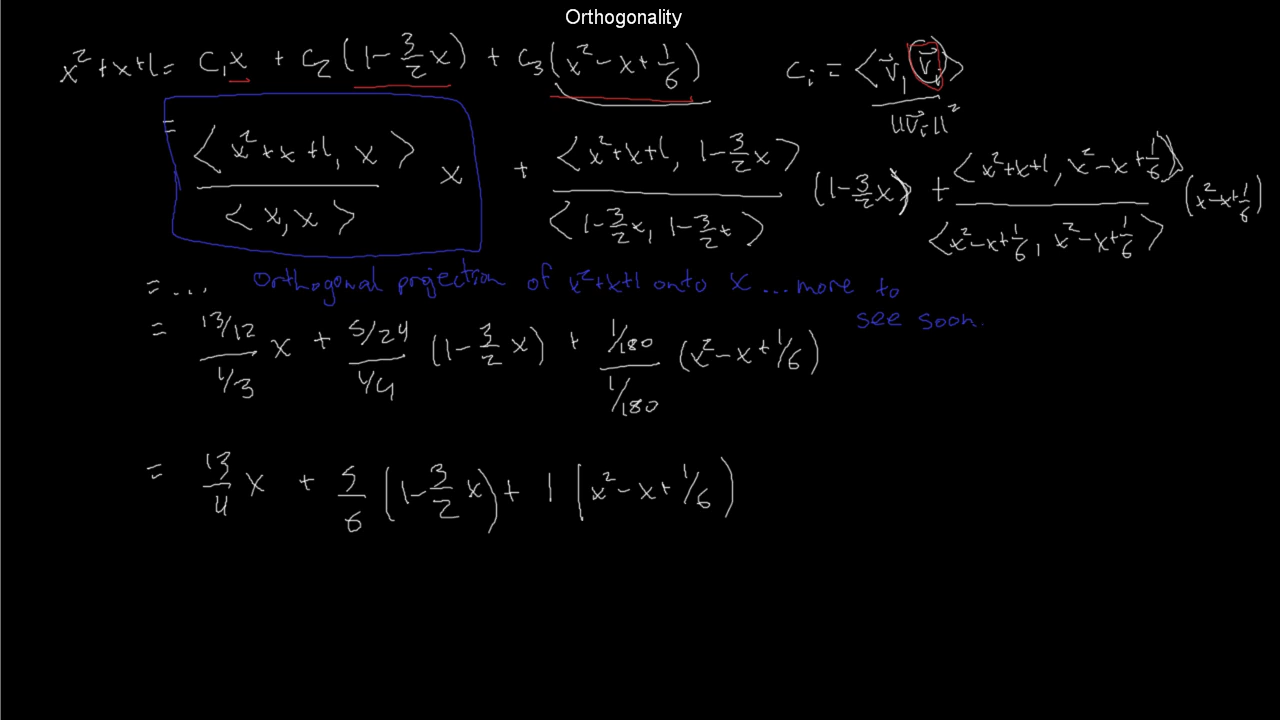 Orthogonality
x² + x + 1 = C₁x + C₂(1 - 3/2 x) + C₃(x² - x + 1/6)   Cᵢ = <v⃗, v⃗ᵢ> / ||v⃗ᵢ||²
= <x² + x + 1, x> / <x, x> x + <x² + x + 1, 1 - 3/2 x> / <1 - 3/2 x, 1 - 3/2 x> (1 - 3/2 x) + <x² + x + 1, x² - x + 1/6> / <x² - x + 1/6, x² - x + 1/6> (x² - x + 1/6)
= ... Orthogonal projection of x² + x + 1 onto x ... more to
see soon.
= (13/12)/(1/3) x + (5/24)/(1/4) (1 - 3/2 x) + (1/180)/(1/180) (x² - x + 1/6)
= 13/4 x + 5/6 (1 - 3/2 x) + 1 (x² - x + 1/6)